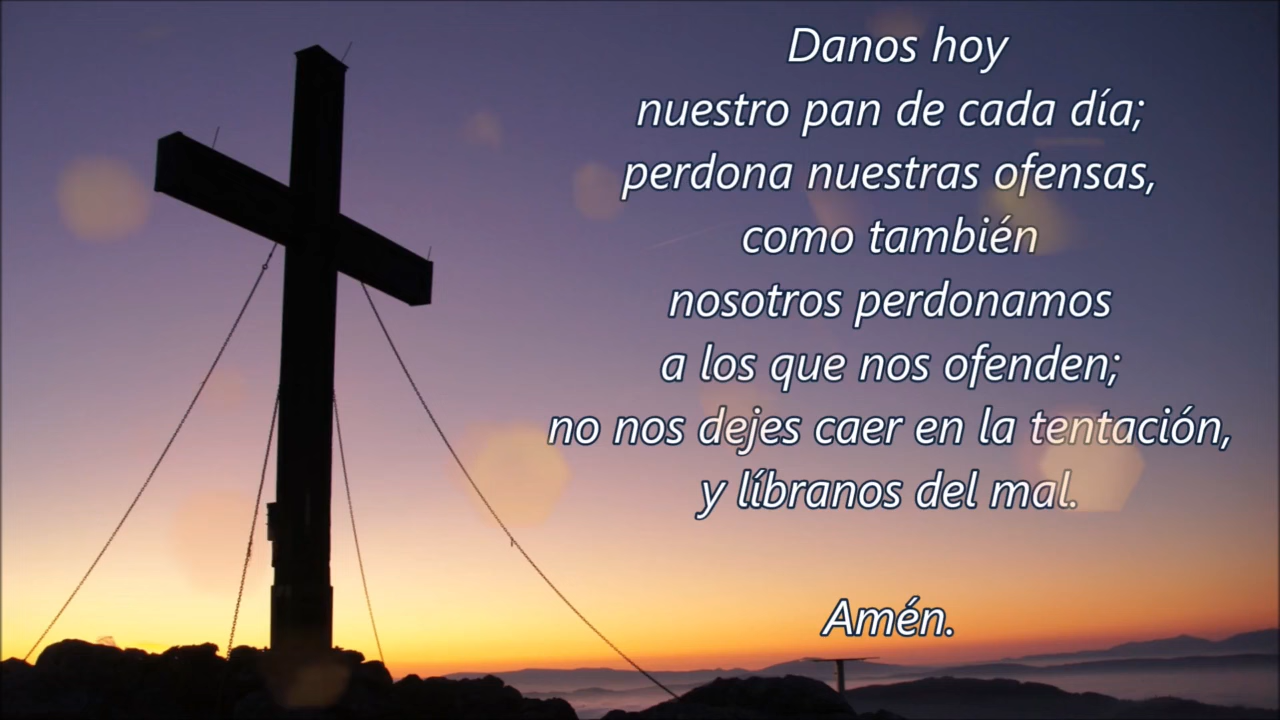 Danos hoy
nuestro pan de cada día;
perdona nuestras ofensas,
como también
nosotros perdonamos
a los que nos ofenden;
no nos dejes caer en la tentación,
y líbranos del mal.
Amén.